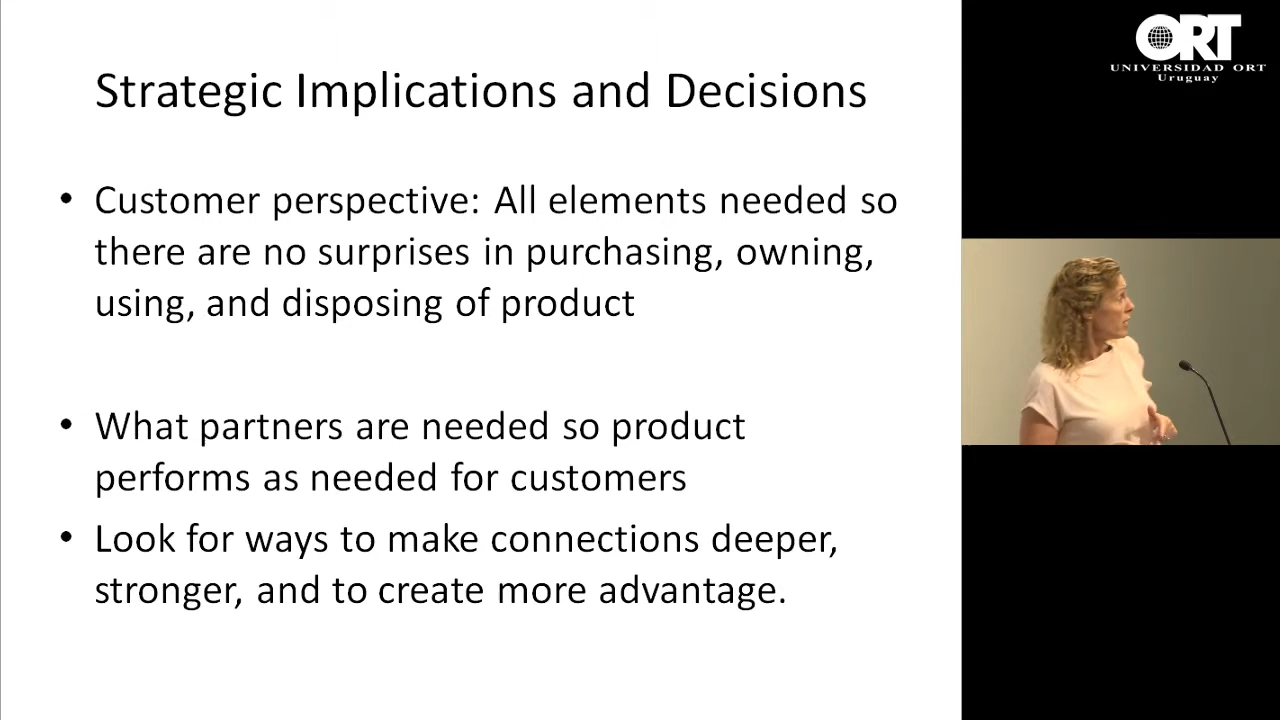 Strategic Implications and Decisions
• Customer perspective: All elements needed so
there are no surprises in purchasing, owning,
using, and disposing of product
• What partners are needed so product
performs as needed for customers
• Look for ways to make connections deeper,
stronger, and to create more advantage.
ORT
UNIVERSIDAD ORT
Uruguay